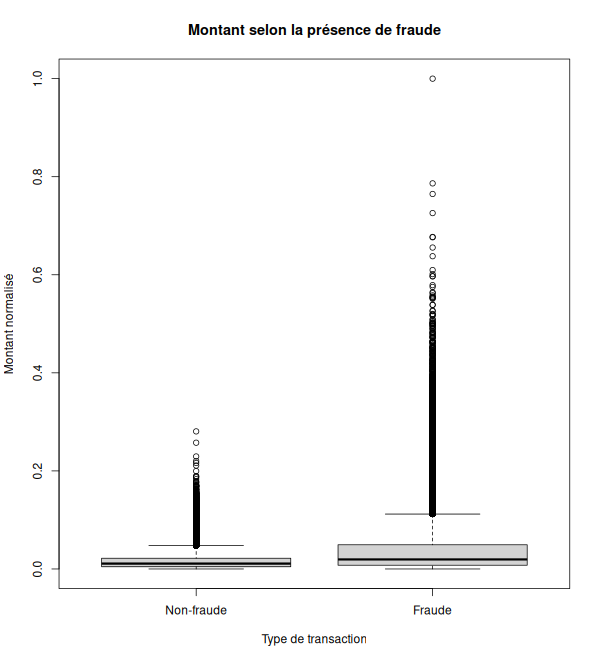 Montant selon la présence de fraude
1.0
0.8
0.6
0.4
0.2
0.0
Montant normalisé
Non-fraude
Fraude
Type de transaction